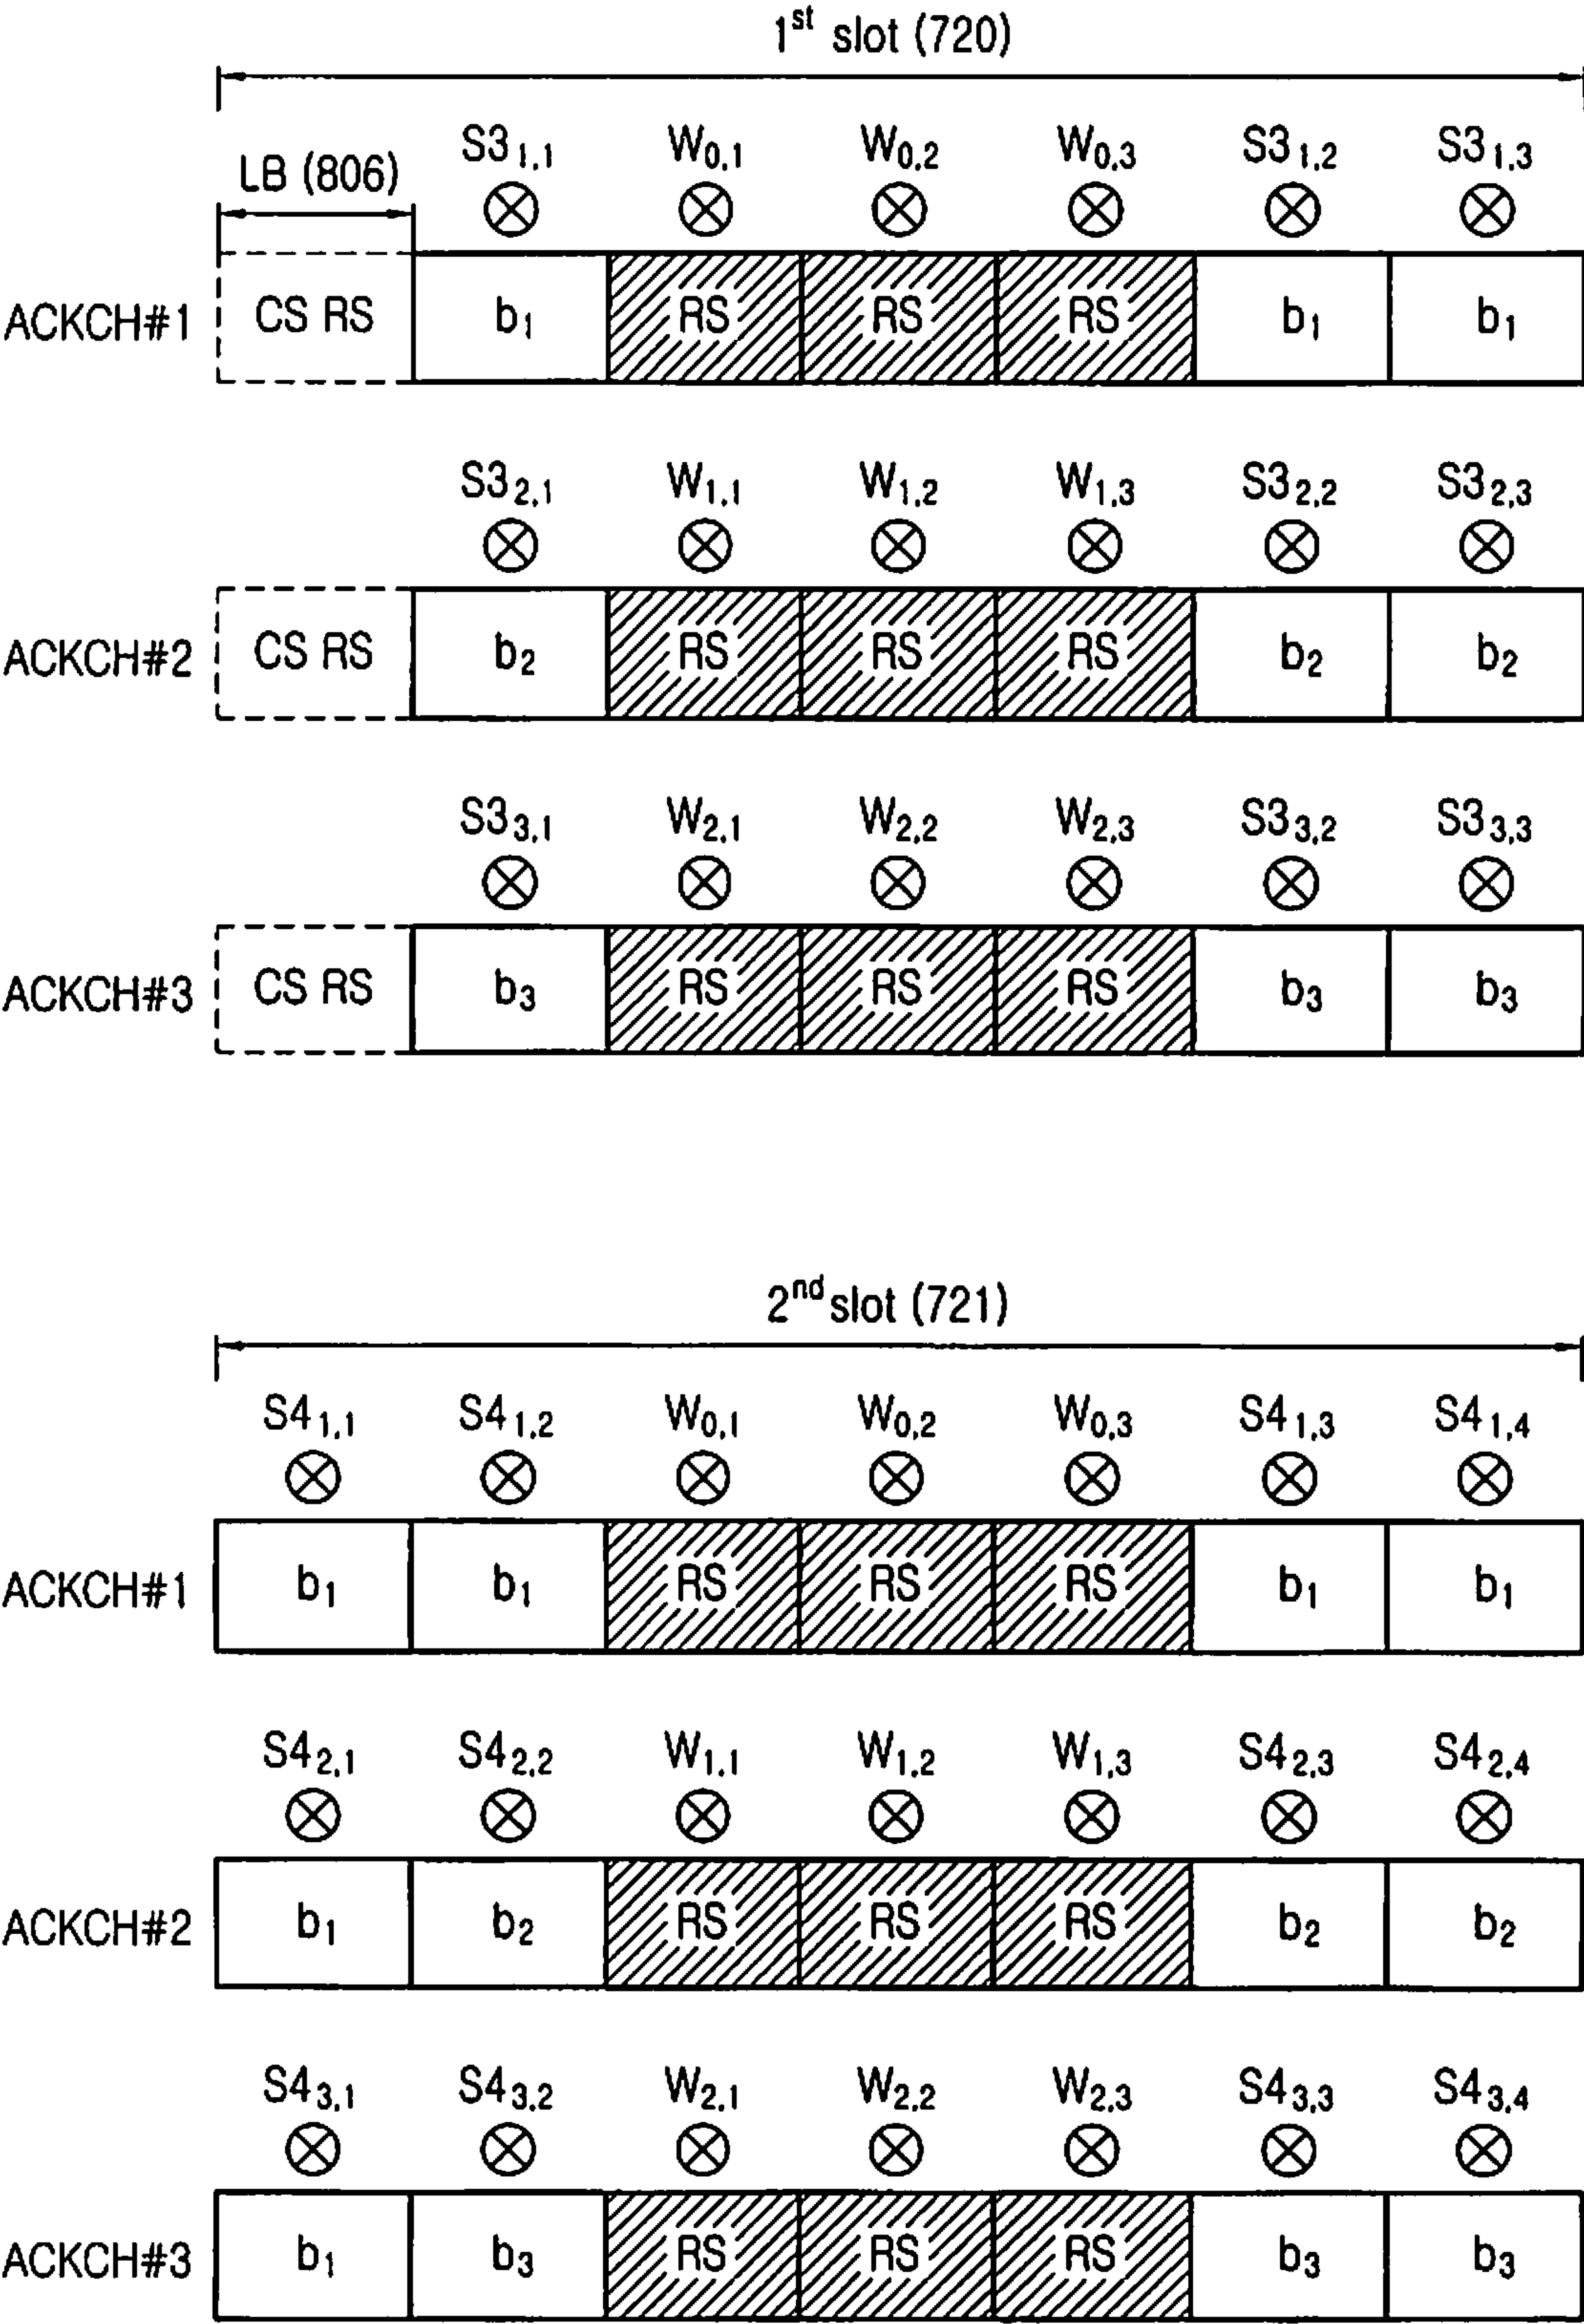 1st slot (720)
LB (806)
S3 1,1 W0,1 W0,2 W0,3 S3 1,2 S3 1,3
ACKCH#1 CS RS b1 RS RS RS b1 b1
S3 2,1 W1,1 W1,2 W1,3 S3 2,2 S3 2,3
ACKCH#2 CS RS b2 RS RS RS b2 b2
S3 3,1 W2,1 W2,2 W2,3 S3 3,2 S3 3,3
ACKCH#3 CS RS b3 RS RS RS b3 b3
2nd slot (721)
S4 1,1 S4 1,2 W0,1 W0,2 W0,3 S4 1,3 S4 1,4
ACKCH#1 b1 b1 RS RS RS b1 b1
S4 2,1 S4 2,2 W1,1 W1,2 W1,3 S4 2,3 S4 2,4
ACKCH#2 b1 b2 RS RS RS b2 b2
S4 3,1 S4 3,2 W2,1 W2,2 W2,3 S4 3,3 S4 3,4
ACKCH#3 b1 b3 RS RS RS b3 b3